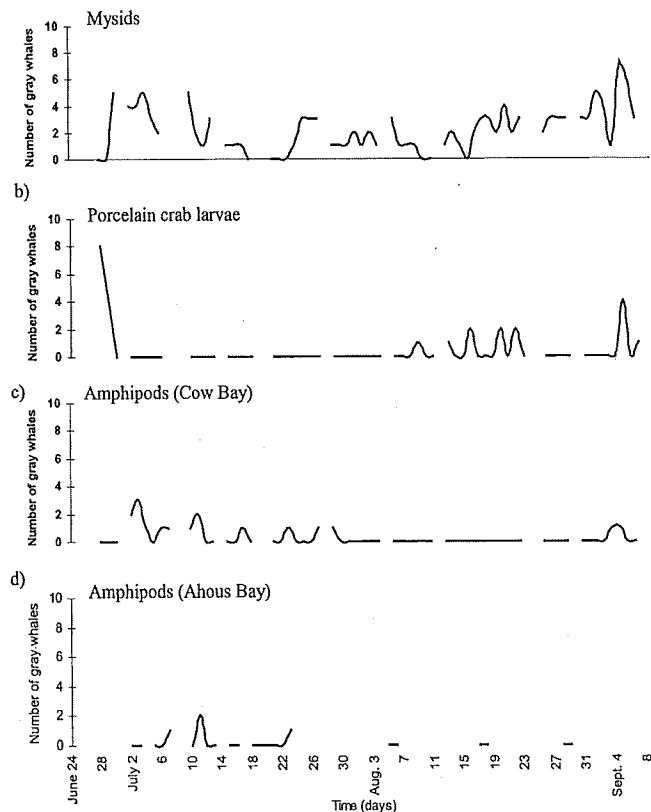 Mysids
Number of gray whales
10
8
6
4
2
0
b)
Porcelain crab larvae
Number of gray whales
10
8
6
4
2
0
c)
Amphipods (Cow Bay)
Number of gray whales
10
8
6
4
2
0
d)
Amphipods (Ahous Bay)
Number of gray whales
10
8
6
4
2
0
June 24
28
July 2
6
10
14
18
22
26
30
Aug. 3
7
11
15
19
23
27
31
Sept. 4
8
Time (days)